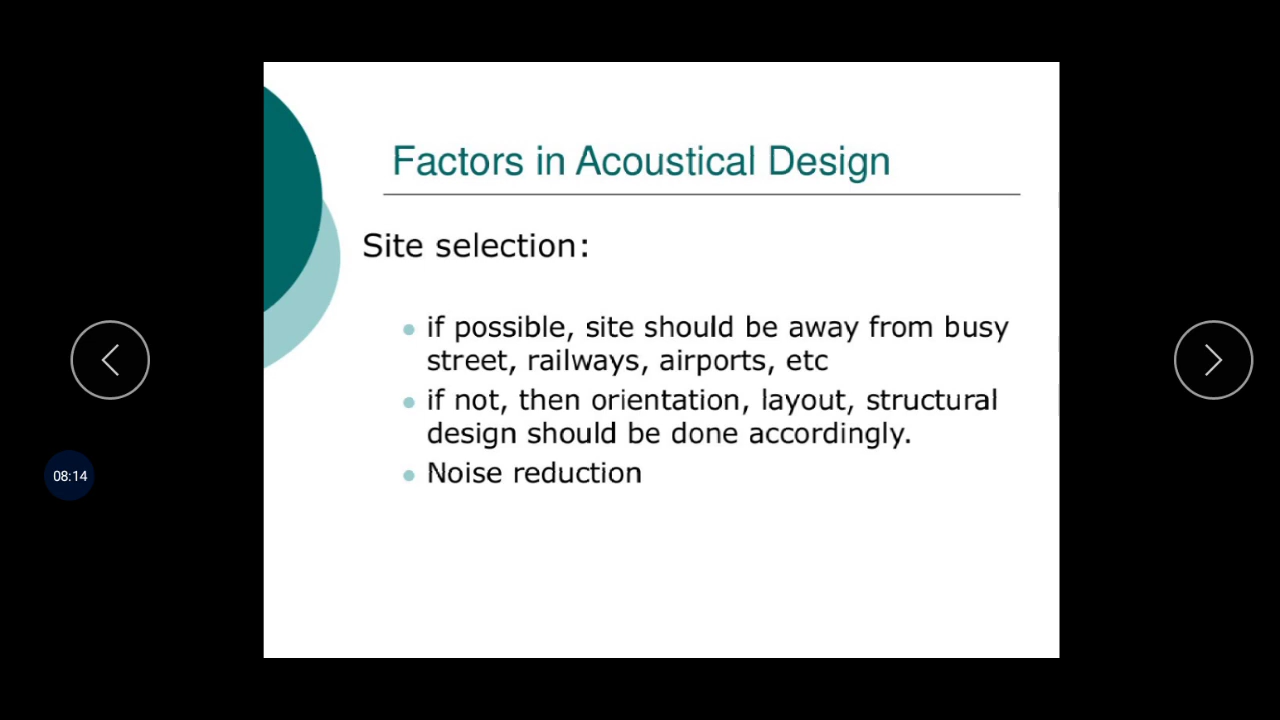 Factors in Acoustical Design
Site selection:
if possible, site should be away from busy
street, railways, airports, etc
if not, then orientation, layout, structural
design should be done accordingly.
Noise reduction
08:14